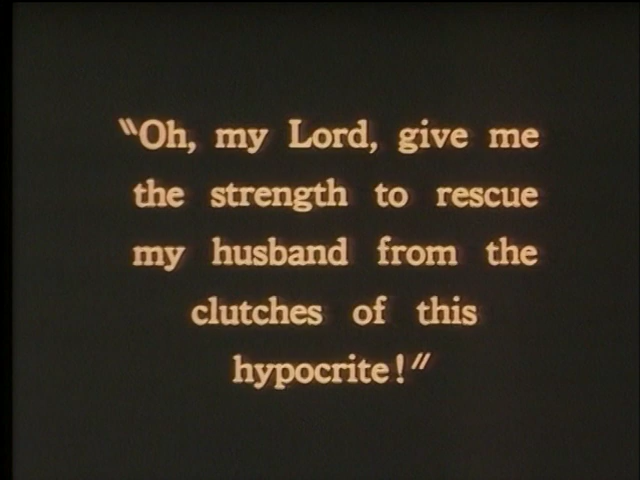 "Oh, my Lord, give me
the strength to rescue
my husband from the
clutches of this
hypocrite!"